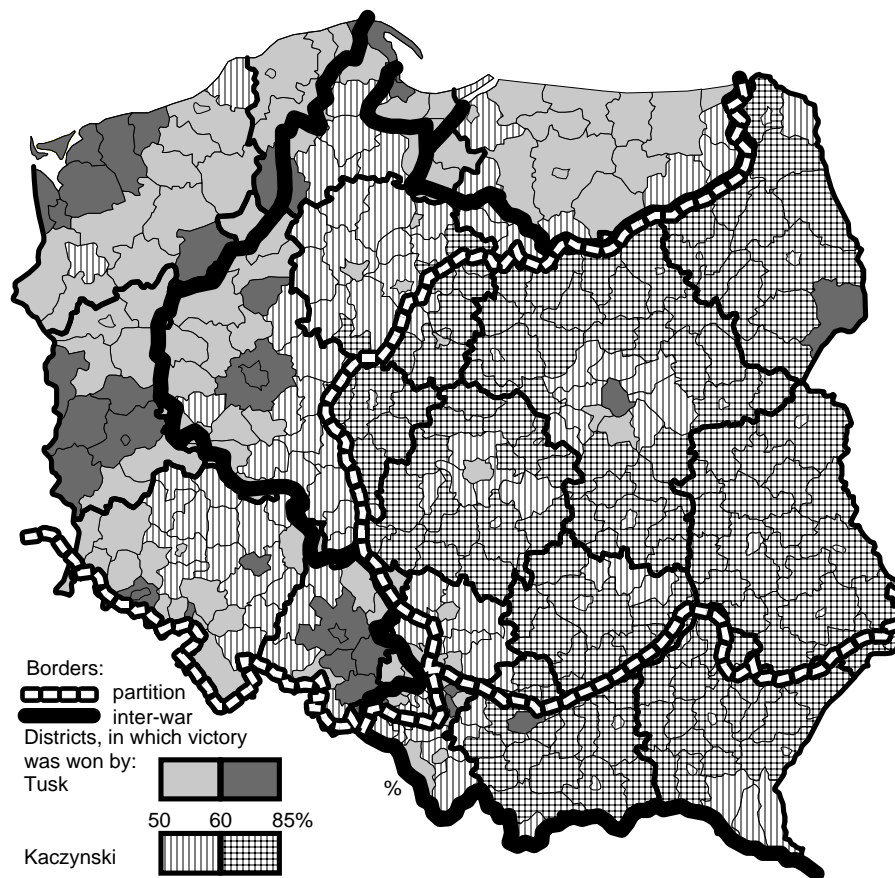 Borders:
partition
inter-war
Districts, in which victory
was won by:
Tusk
%
50 60 85%
Kaczynski